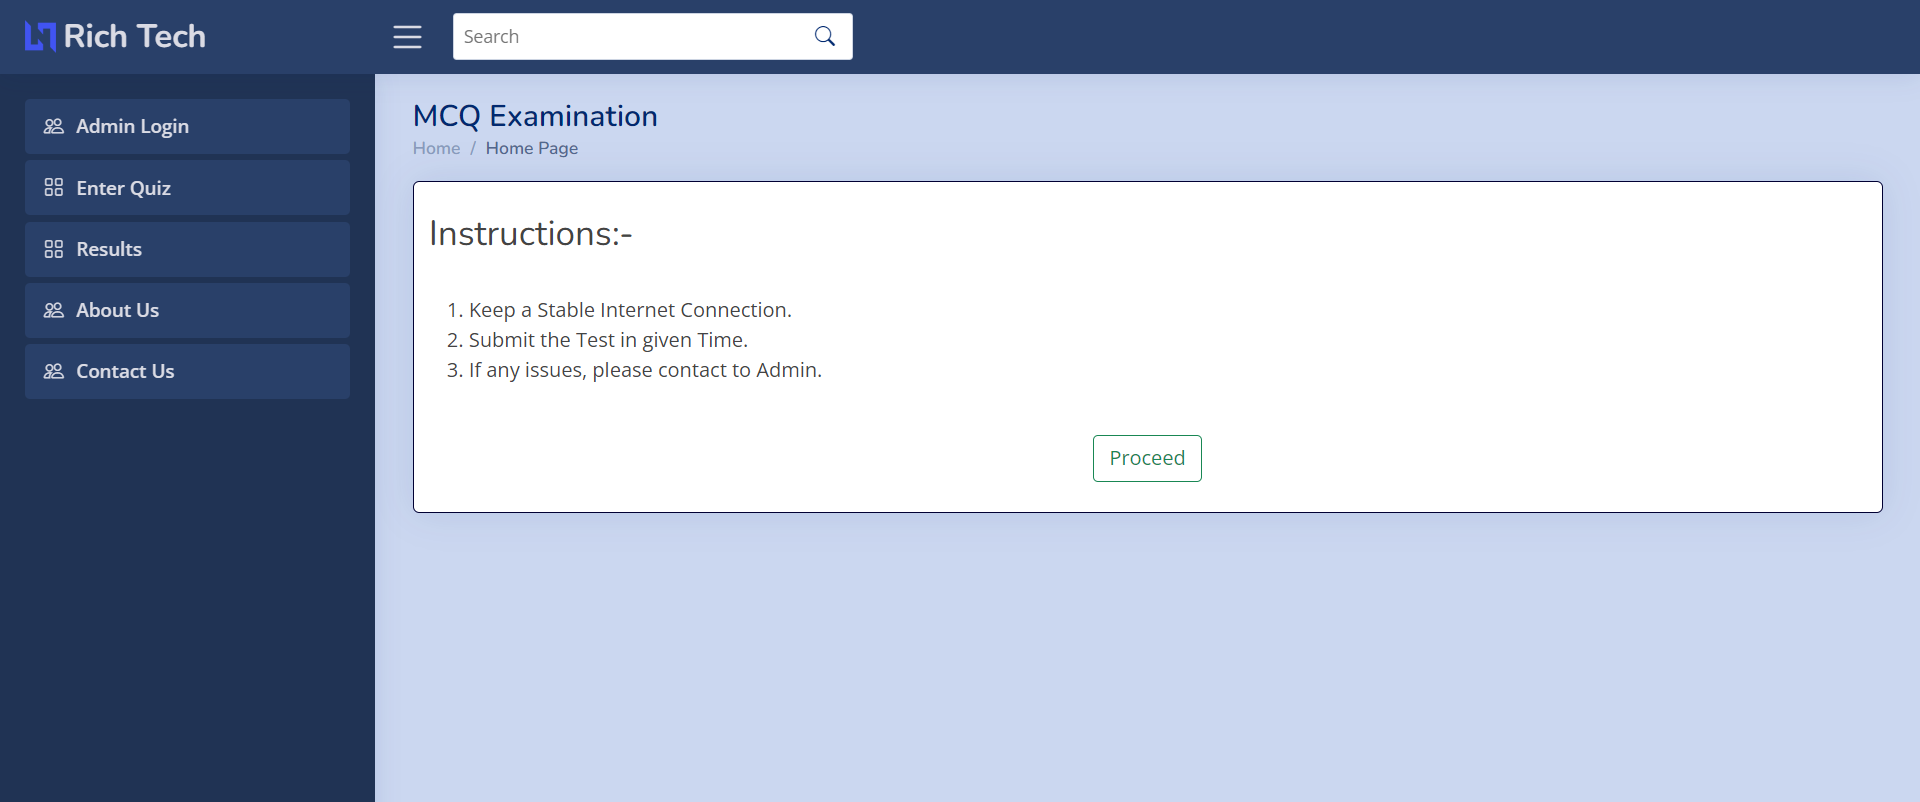 Rich Tech
Search
Admin Login
Enter Quiz
Results
About Us
Contact Us
MCQ Examination
Home / Home Page
Instructions:-
1. Keep a Stable Internet Connection.
2. Submit the Test in given Time.
3. If any issues, please contact to Admin.
Proceed